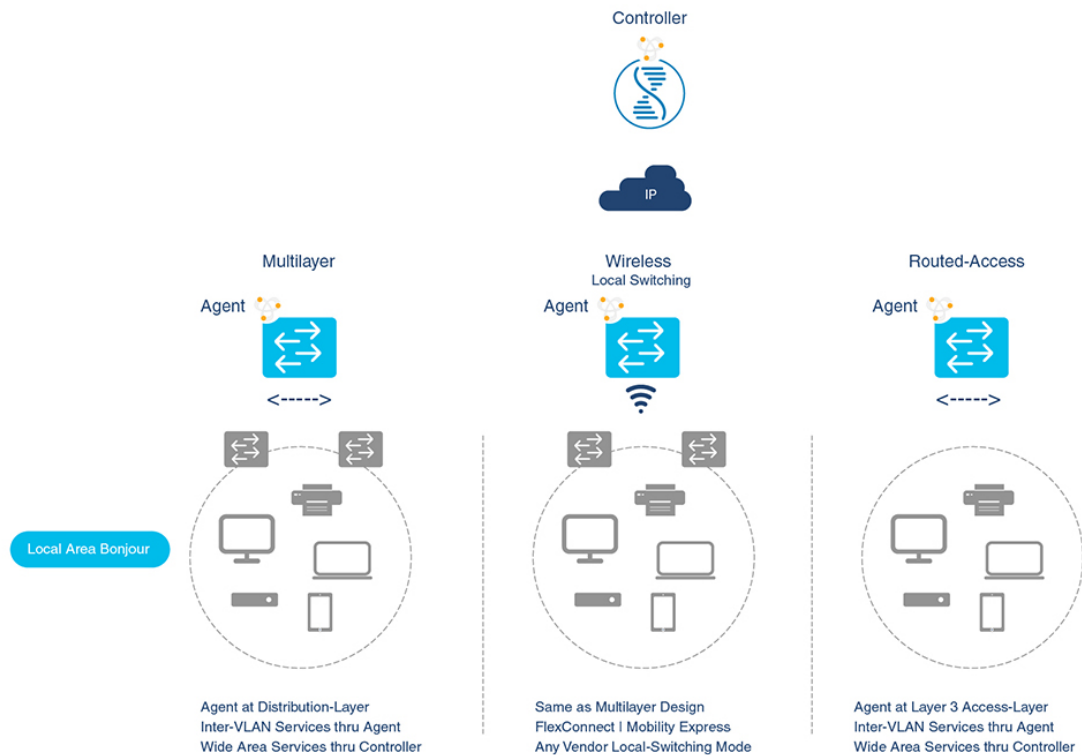 Controller
IP
Multilayer
Wireless
Local Switching
Routed-Access
Agent
Agent
Agent
<----->
<----->
Local Area Bonjour
Agent at Distribution-Layer
Inter-VLAN Services thru Agent
Wide Area Services thru Controller
Same as Multilayer Design
FlexConnect | Mobility Express
Any Vendor Local-Switching Mode
Agent at Layer 3 Access-Layer
Inter-VLAN Services thru Agent
Wide Area Services thru Controller